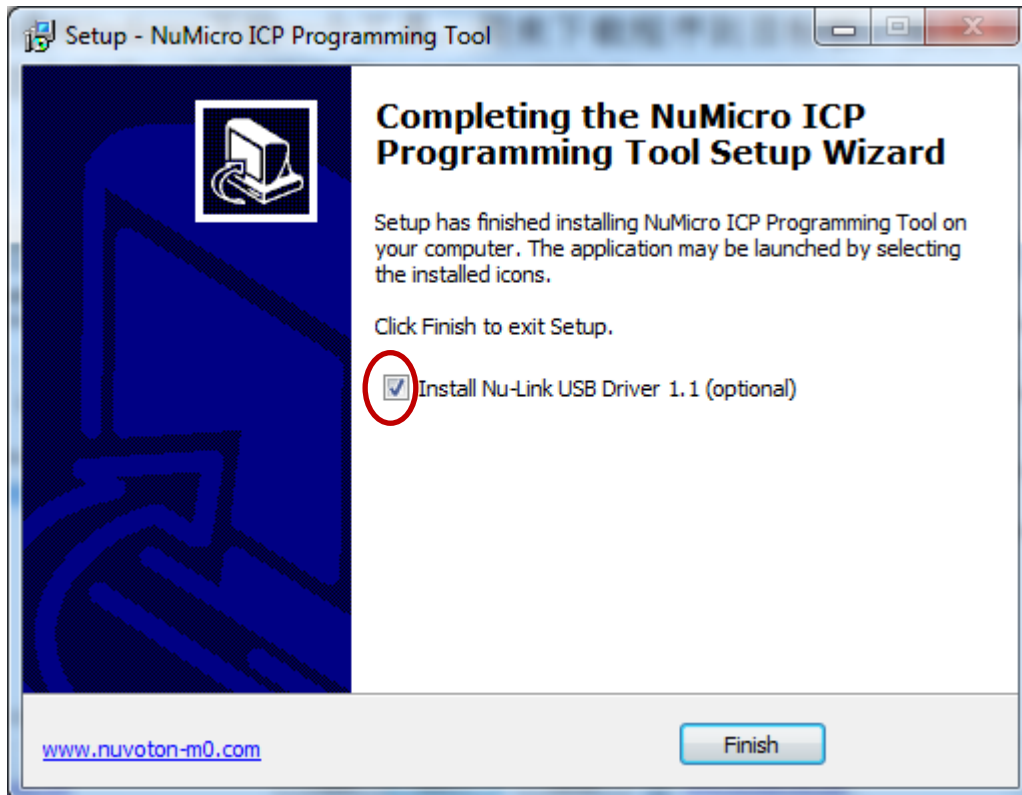 Setup - NuMicro ICP Programming Tool
Completing the NuMicro ICP
Programming Tool Setup Wizard
Setup has finished installing NuMicro ICP Programming Tool on
your computer. The application may be launched by selecting
the installed icons.
Click Finish to exit Setup.
Install Nu-Link USB Driver 1.1 (optional)
www.nuvoton-m0.com
Finish